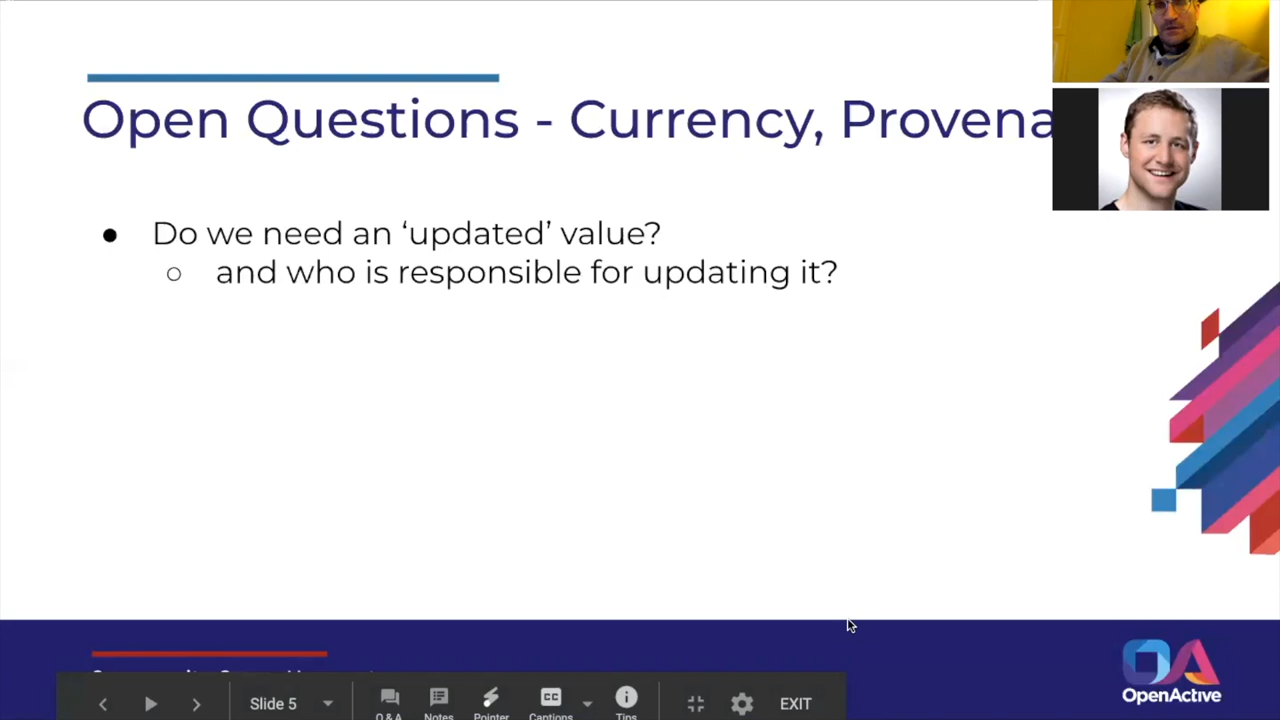 Open Questions - Currency, Provena
● Do we need an ‘updated’ value?
○ and who is responsible for updating it?
OpenActive
Slide 5
Q & A
Notes
Pointer
CC
Captions
Tips
EXIT